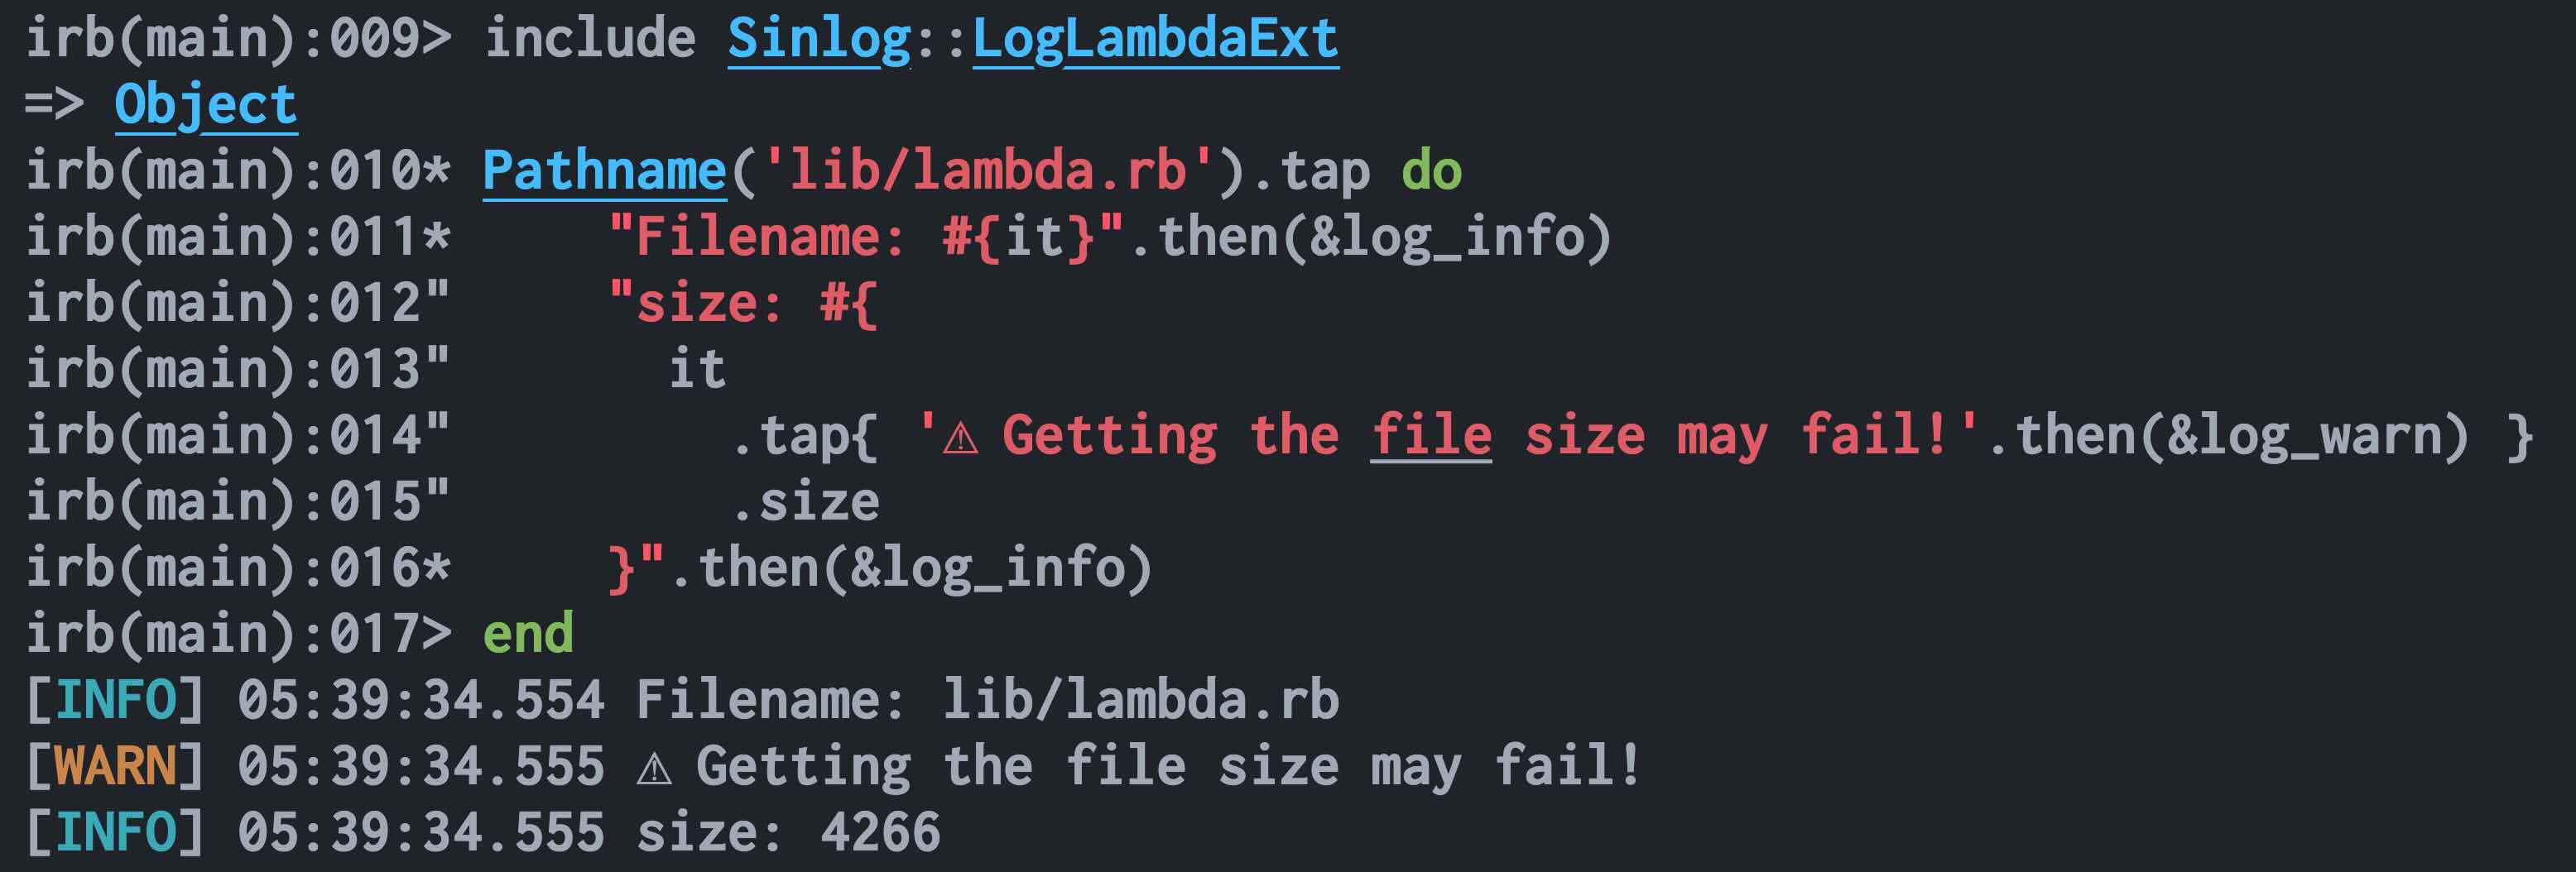 irb(main):009> include Sinlog::LogLambdaExt
=> Object
irb(main):010* Pathname('lib/lambda.rb').tap do
irb(main):011*     "Filename: #{it}".then(&log_info)
irb(main):012"     "size: #{
irb(main):013"       it
irb(main):014"         .tap{ '⚠ Getting the file size may fail!'.then(&log_warn) }
irb(main):015"         .size
irb(main):016*     }".then(&log_info)
irb(main):017> end
[INFO] 05:39:34.554 Filename: lib/lambda.rb
[WARN] 05:39:34.555 ⚠ Getting the file size may fail!
[INFO] 05:39:34.555 size: 4266